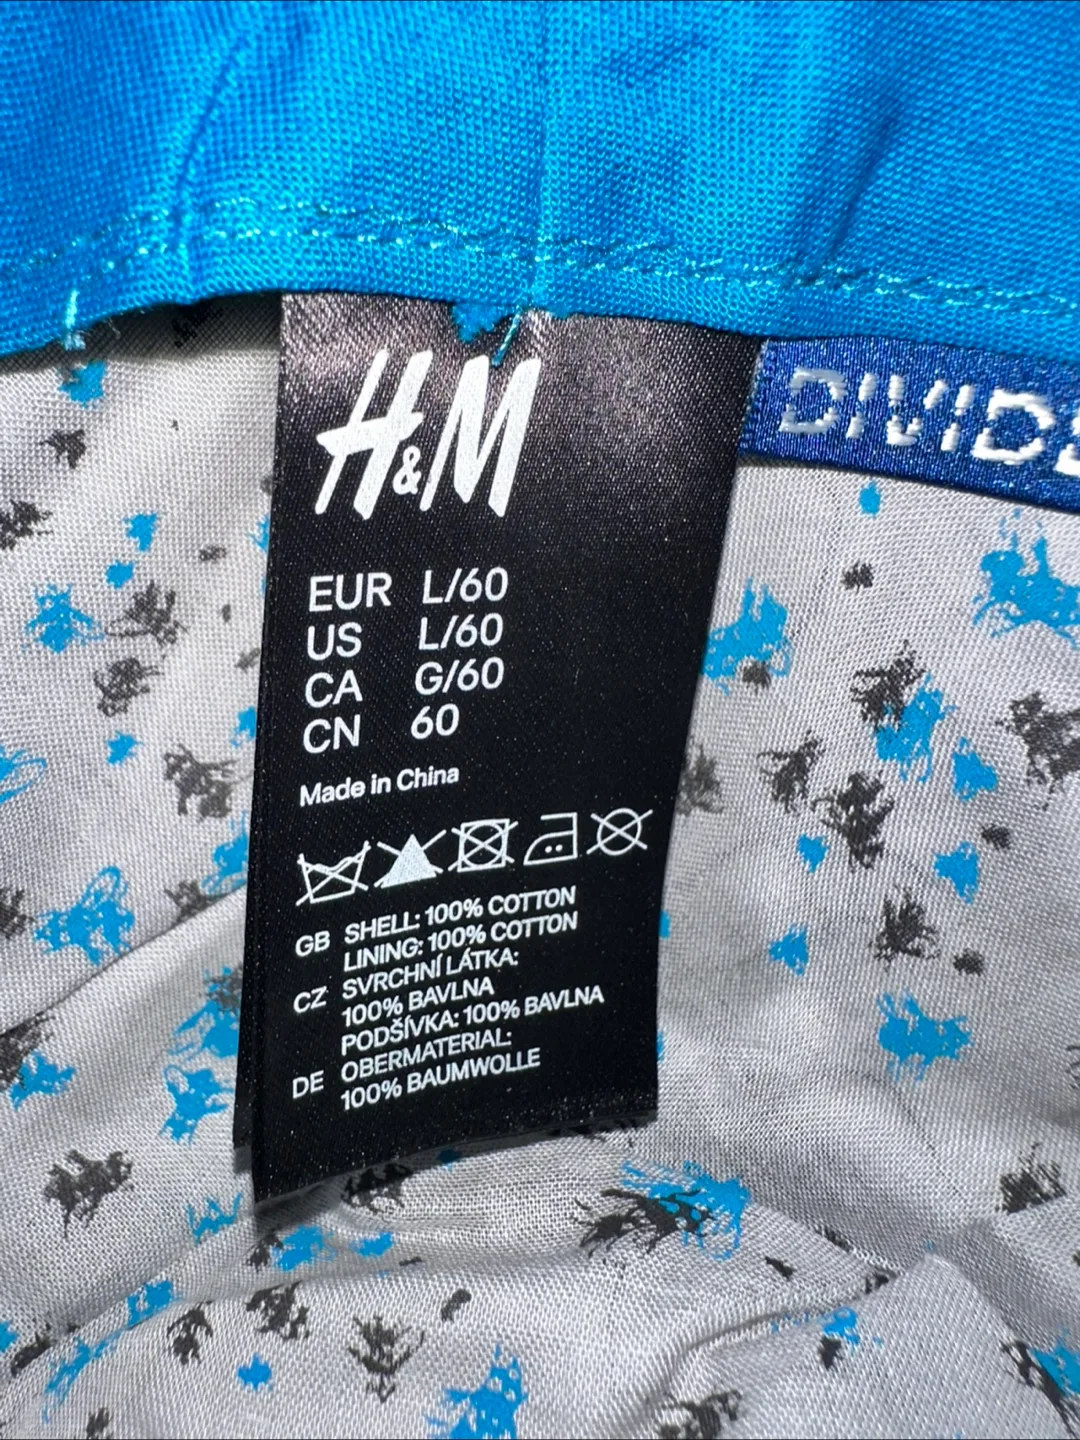 H&M
DIVIDE
EUR L/60
US L/60
CA G/60
CN 60
Made in China
GB SHELL: 100% COTTON
LINING: 100% COTTON
CZ SVRCHNÍ LÁTKA:
100% BAVLNA
PODŠÍVKA: 100% BAVLNA
DE OBERMATERIAL:
100% BAUMWOLLE